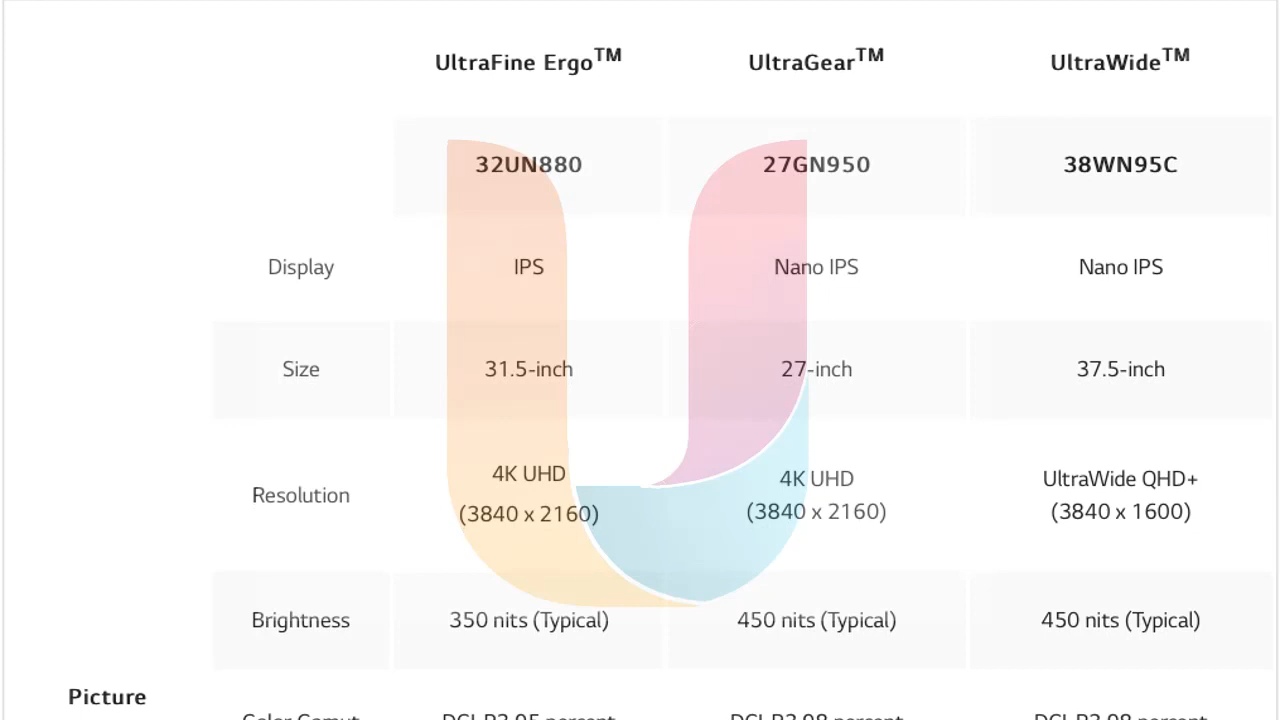 UltraFine Ergo™ UltraGear™ UltraWide™
32UN880 27GN950 38WN95C
Display IPS Nano IPS Nano IPS
Size 31.5-inch 27-inch 37.5-inch
4K UHD 4K UHD UltraWide QHD+
Resolution
(3840 x 2160) (3840 x 2160) (3840 x 1600)
Brightness 350 nits (Typical) 450 nits (Typical) 450 nits (Typical)
Picture